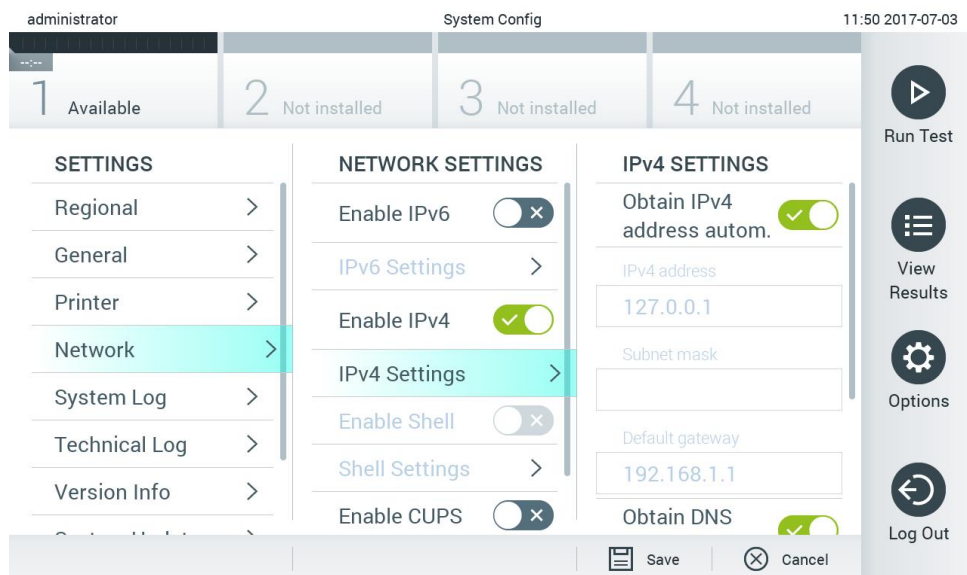 administrator System Config 11:50 2017-07-03
--:--
1 Available 2 Not installed 3 Not installed 4 Not installed
Run Test
SETTINGS
Regional
General
Printer
Network
System Log
Technical Log
Version Info
NETWORK SETTINGS
Enable IPv6
IPv6 Settings
Enable IPv4
IPv4 Settings
Enable Shell
Shell Settings
Enable CUPS
IPv4 SETTINGS
Obtain IPv4
address autom.
IPv4 address
127.0.0.1
Subnet mask
Default gateway
192.168.1.1
Obtain DNS
View
Results
Options
Log Out
Save Cancel